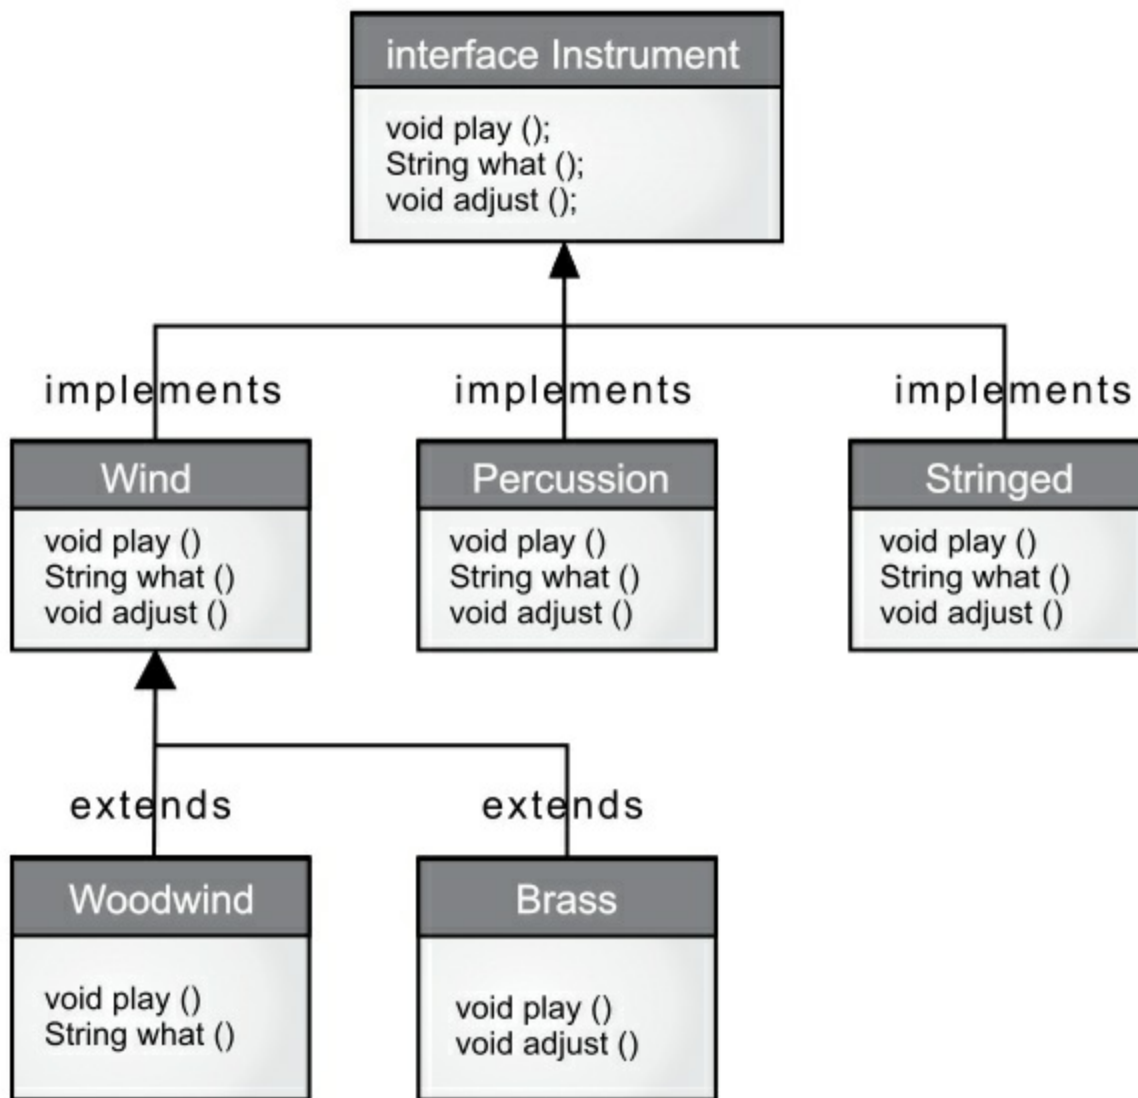 interface Instrument
void play ();
String what ();
void adjust ();
implements
implements
implements
Wind
void play ()
String what ()
void adjust ()
Percussion
void play ()
String what ()
void adjust ()
Stringed
void play ()
String what ()
void adjust ()
extends
extends
Woodwind
void play ()
String what ()
Brass
void play ()
void adjust ()